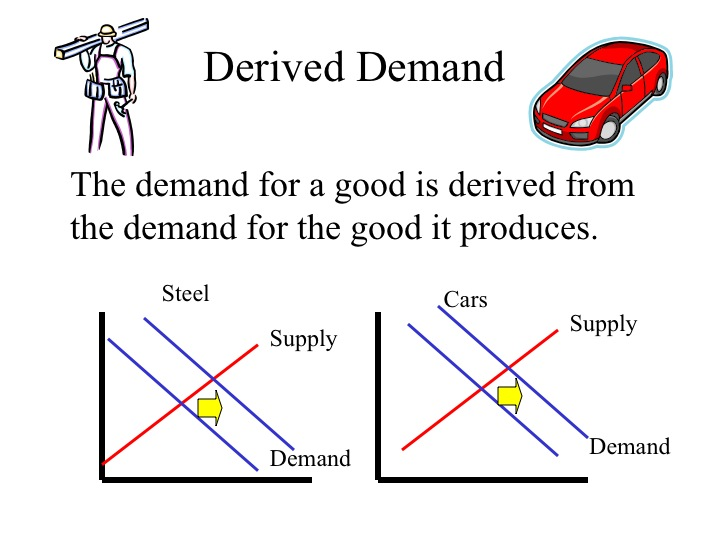 Derived Demand
The demand for a good is derived from
the demand for the good it produces.
Steel
Supply
Demand
Cars
Supply
Demand